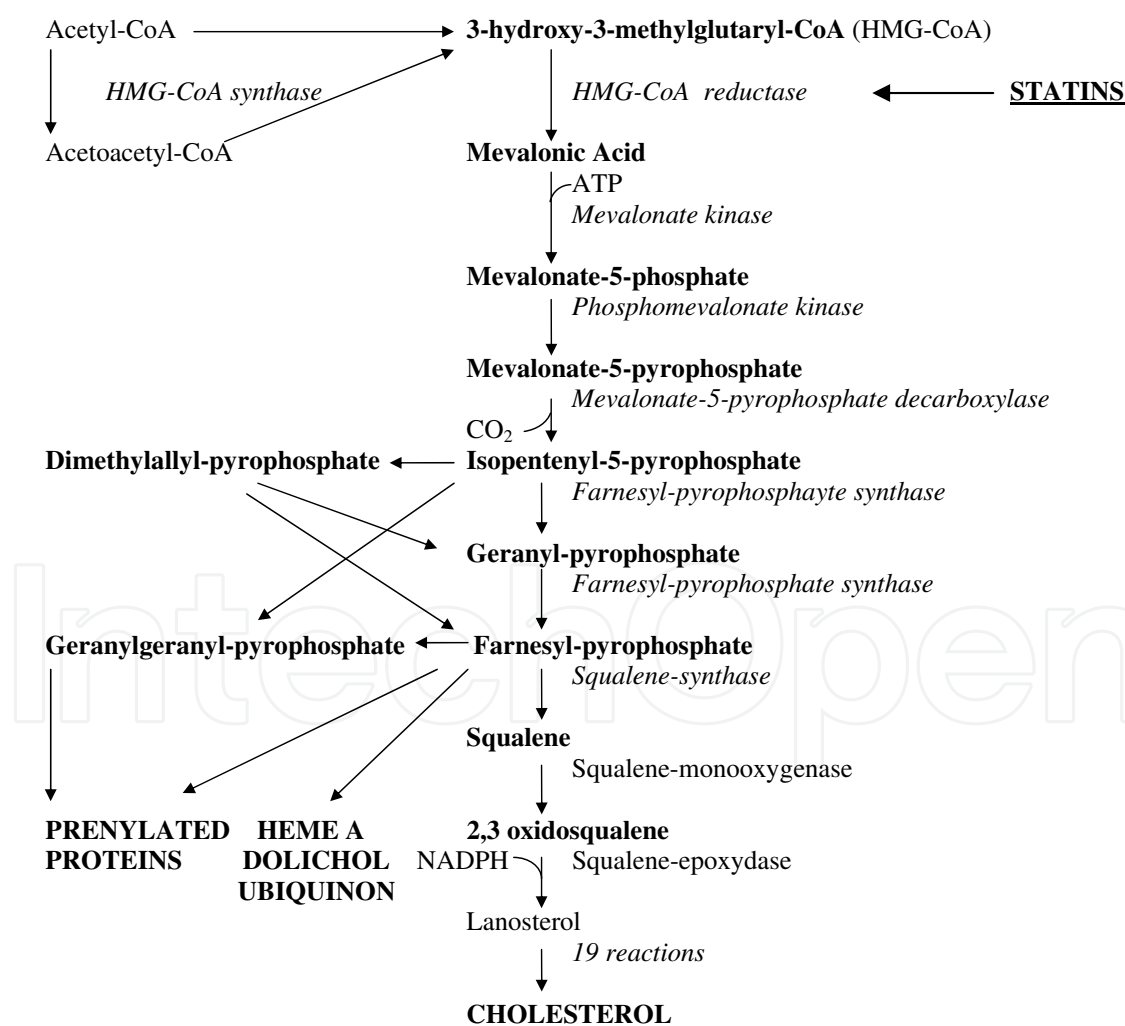 Acetyl-CoA 3-hydroxy-3-methylglutaryl-CoA (HMG-CoA)
HMG-CoA synthase HMG-CoA reductase STATINS
Acetoacetyl-CoA Mevalonic Acid
ATP
Mevalonate kinase
Mevalonate-5-phosphate
Phosphomevalonate kinase
Mevalonate-5-pyrophosphate
Mevalonate-5-pyrophosphate decarboxylase
CO₂
Dimethylallyl-pyrophosphate Isopentenyl-5-pyrophosphate
Farnesyl-pyrophosphayte synthase
Geranyl-pyrophosphate
Farnesyl-pyrophosphate synthase
IntechOpen
Geranylgeranyl-pyrophosphate Farnesyl-pyrophosphate
Squalene-synthase
Squalene
Squalene-monooxygenase
PRENYLATED HEME A 2,3 oxidosqualene
PROTEINS DOLICHOL NADPH Squalene-epoxydase
UBIQUINON
Lanosterol
19 reactions
CHOLESTEROL